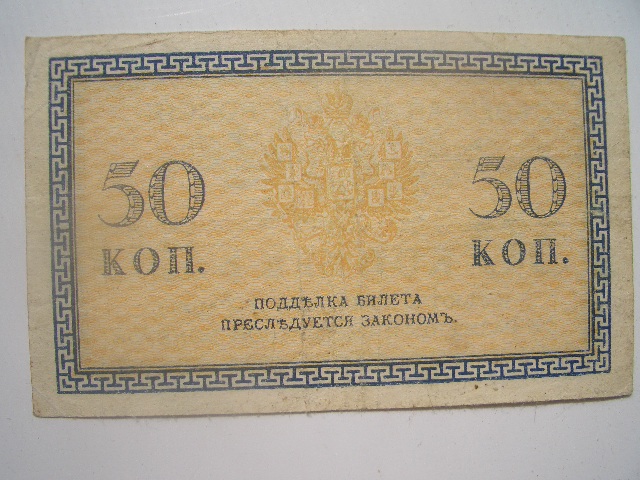 50 50
КОП. КОП.
ПОДДѢЛКА БИЛЕТА
ПРЕСЛѢДУЕТСЯ ЗАКОНОМЪ.